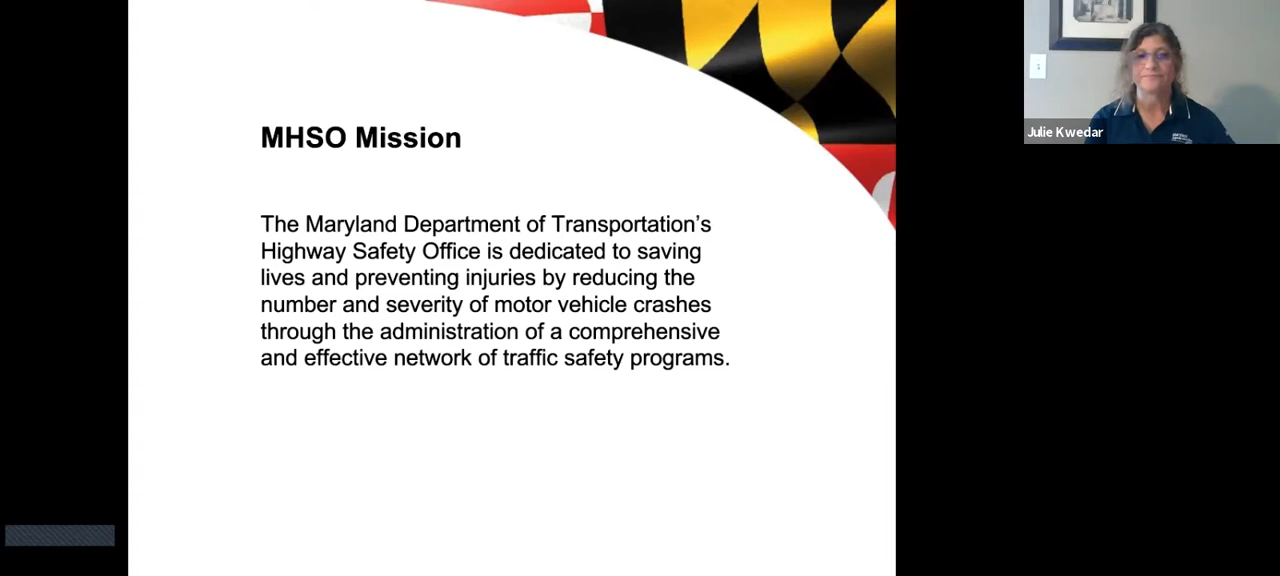 MHSO Mission
The Maryland Department of Transportation’s
Highway Safety Office is dedicated to saving
lives and preventing injuries by reducing the
number and severity of motor vehicle crashes
through the administration of a comprehensive
and effective network of traffic safety programs.
Julie Kwedar